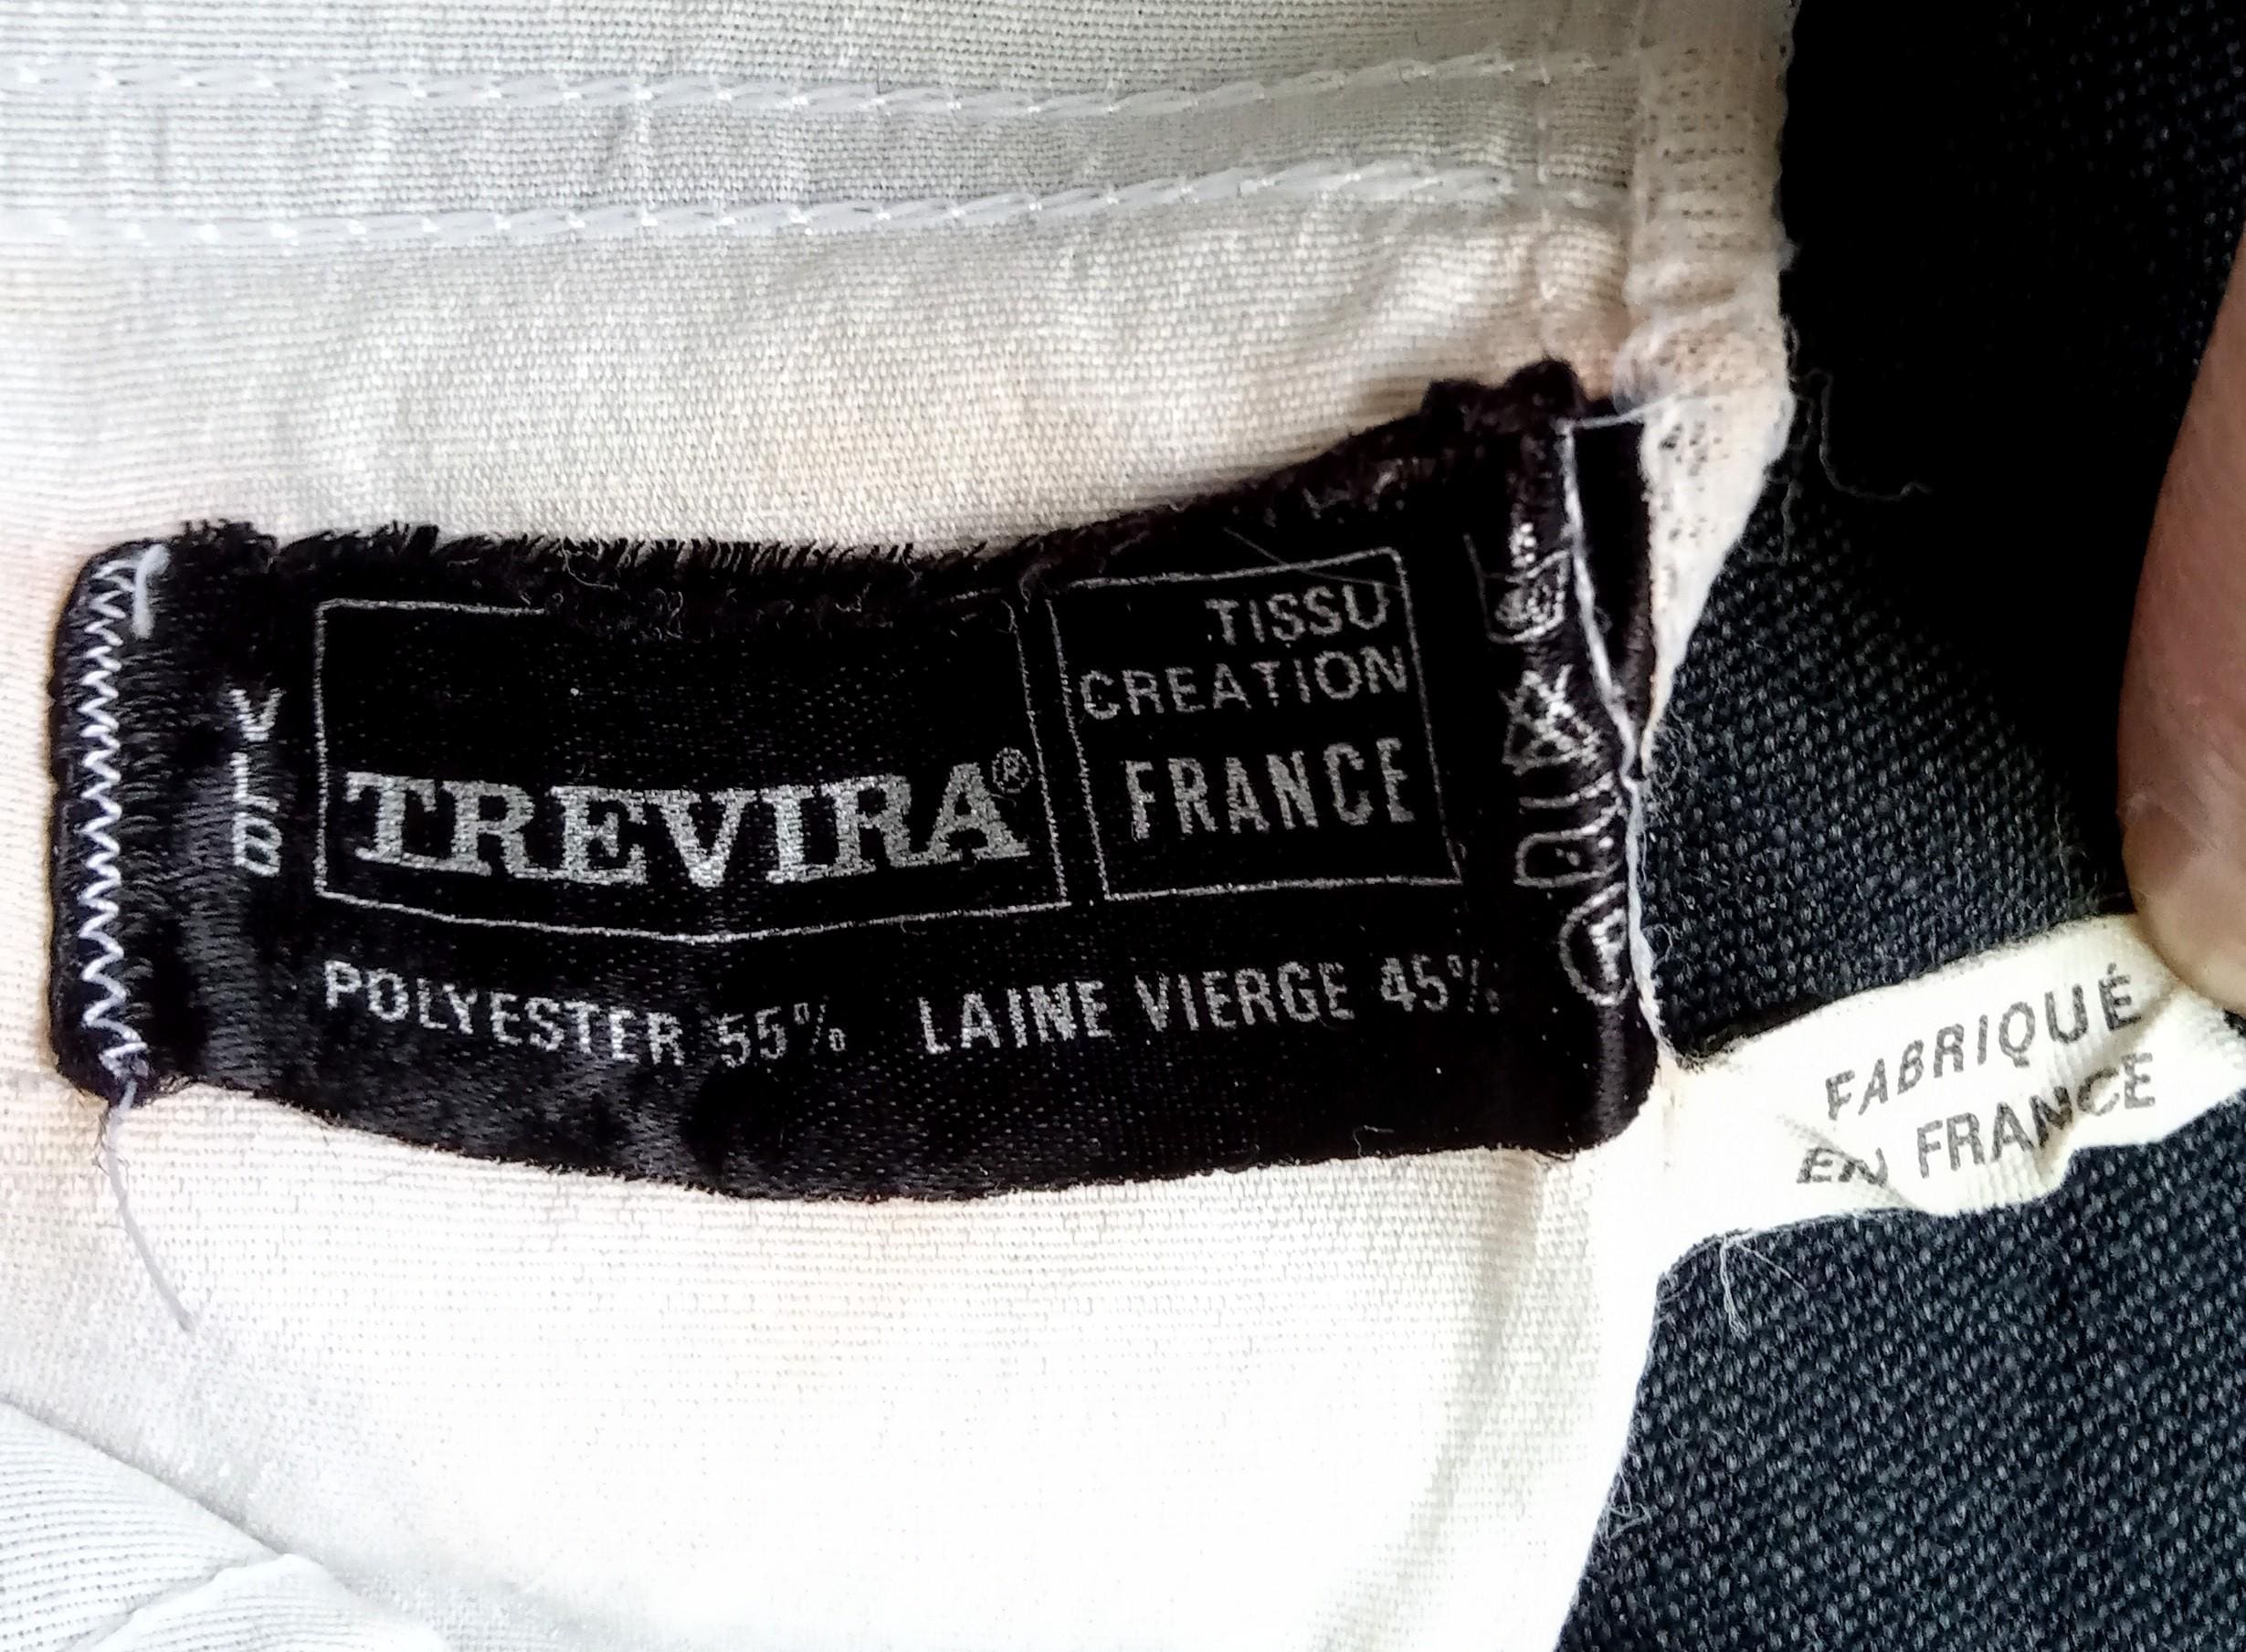 V
L
B
TREVIRA®
TISSU
CREATION
FRANCE
POLYESTER 55% LAINE VIERGE 45%
FABRIQUÉ
EN FRANCE